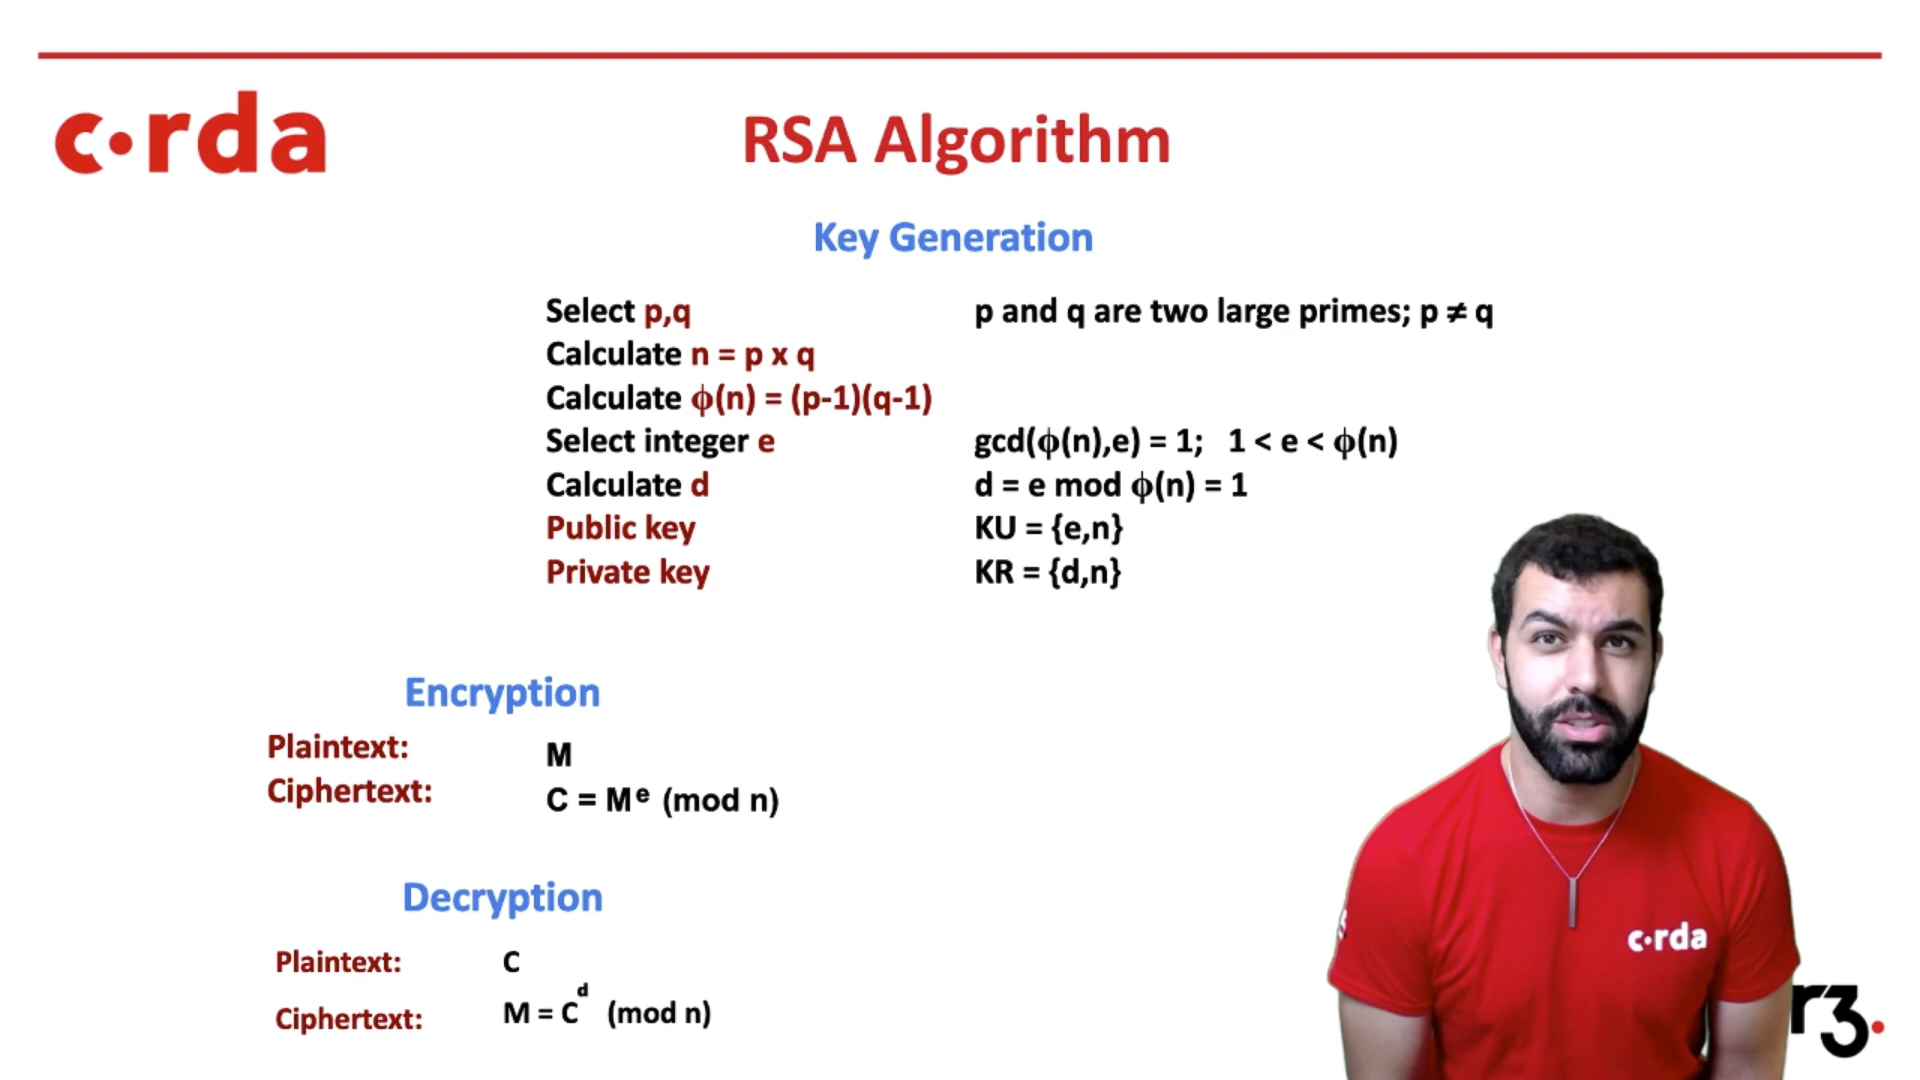 c·rda
RSA Algorithm
Key Generation
Select p,q p and q are two large primes; p ≠ q
Calculate n = p x q
Calculate ϕ(n) = (p-1)(q-1)
Select integer e gcd(ϕ(n),e) = 1; 1 < e < ϕ(n)
Calculate d d = e mod ϕ(n) = 1
Public key KU = {e,n}
Private key KR = {d,n}
Encryption
Plaintext: M
Ciphertext: C = Mᵉ (mod n)
Decryption
Plaintext: C
Ciphertext: M = Cᵈ (mod n)
c·rda
r3.